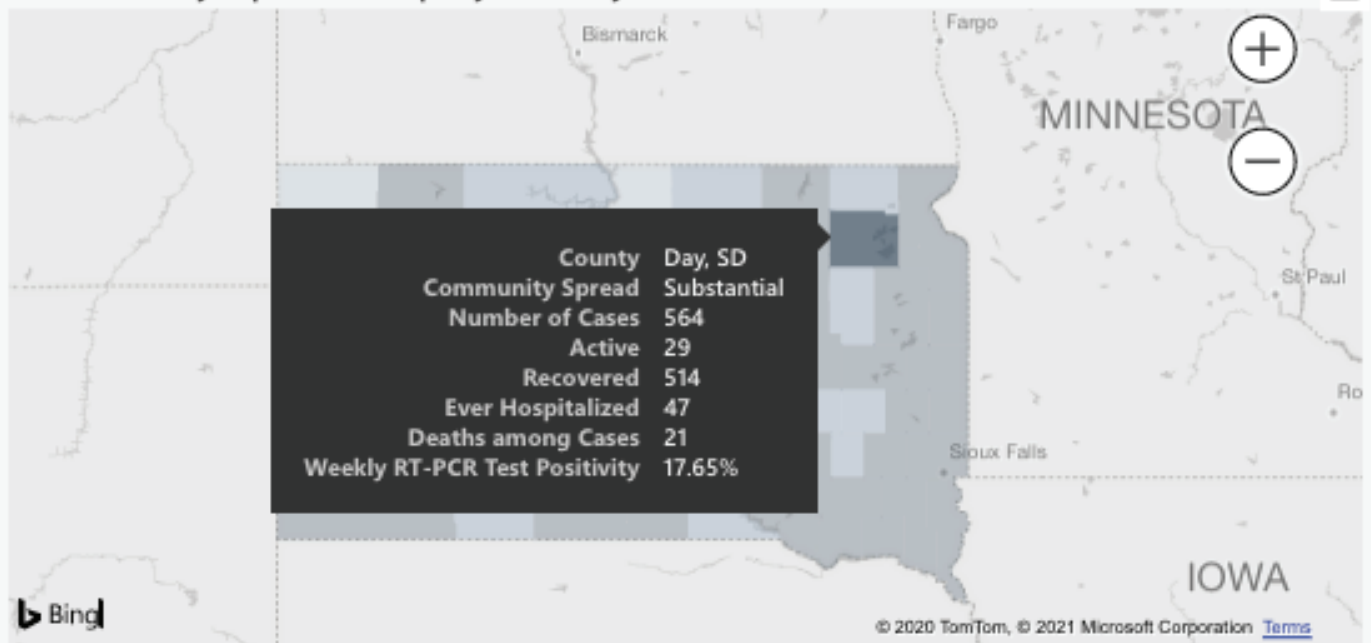 Bismarck
Fargo
+
MINNESOTA
−
County Day, SD
Community Spread Substantial
Number of Cases 564
Active 29
Recovered 514
Ever Hospitalized 47
Deaths among Cases 21
Weekly RT-PCR Test Positivity 17.65%
St Paul
Ro
Sioux Falls
IOWA
Bing
© 2020 TomTom, © 2021 Microsoft Corporation Terms